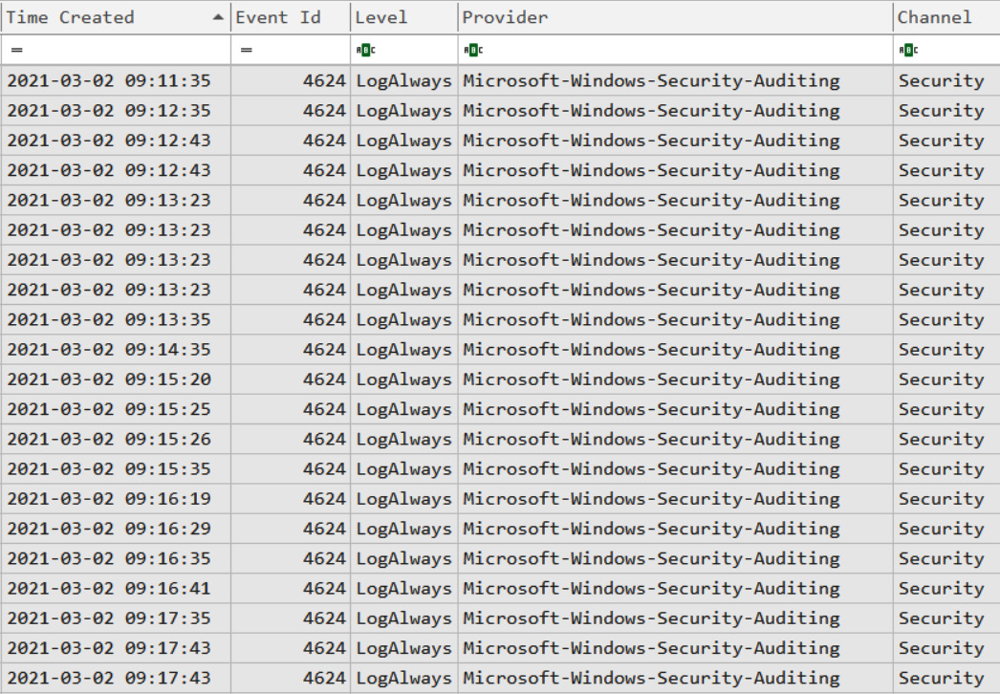 Time Created Event Id Level Provider Channel
= = ABC ABC ABC
2021-03-02 09:11:35 4624 LogAlways Microsoft-Windows-Security-Auditing Security
2021-03-02 09:12:35 4624 LogAlways Microsoft-Windows-Security-Auditing Security
2021-03-02 09:12:43 4624 LogAlways Microsoft-Windows-Security-Auditing Security
2021-03-02 09:12:43 4624 LogAlways Microsoft-Windows-Security-Auditing Security
2021-03-02 09:13:23 4624 LogAlways Microsoft-Windows-Security-Auditing Security
2021-03-02 09:13:23 4624 LogAlways Microsoft-Windows-Security-Auditing Security
2021-03-02 09:13:23 4624 LogAlways Microsoft-Windows-Security-Auditing Security
2021-03-02 09:13:23 4624 LogAlways Microsoft-Windows-Security-Auditing Security
2021-03-02 09:13:35 4624 LogAlways Microsoft-Windows-Security-Auditing Security
2021-03-02 09:14:35 4624 LogAlways Microsoft-Windows-Security-Auditing Security
2021-03-02 09:15:20 4624 LogAlways Microsoft-Windows-Security-Auditing Security
2021-03-02 09:15:25 4624 LogAlways Microsoft-Windows-Security-Auditing Security
2021-03-02 09:15:26 4624 LogAlways Microsoft-Windows-Security-Auditing Security
2021-03-02 09:15:35 4624 LogAlways Microsoft-Windows-Security-Auditing Security
2021-03-02 09:16:19 4624 LogAlways Microsoft-Windows-Security-Auditing Security
2021-03-02 09:16:29 4624 LogAlways Microsoft-Windows-Security-Auditing Security
2021-03-02 09:16:35 4624 LogAlways Microsoft-Windows-Security-Auditing Security
2021-03-02 09:16:41 4624 LogAlways Microsoft-Windows-Security-Auditing Security
2021-03-02 09:17:35 4624 LogAlways Microsoft-Windows-Security-Auditing Security
2021-03-02 09:17:43 4624 LogAlways Microsoft-Windows-Security-Auditing Security
2021-03-02 09:17:43 4624 LogAlways Microsoft-Windows-Security-Auditing Security